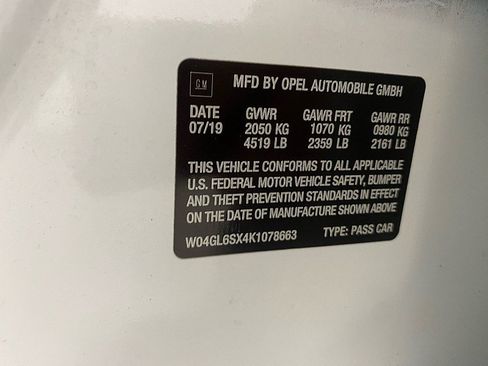 GM MFD BY OPEL AUTOMOBILE GMBH
DATE GVWR GAWR FRT GAWR RR
07/19 2050 KG 1070 KG 0980 KG
4519 LB 2359 LB 2161 LB
THIS VEHICLE CONFORMS TO ALL APPLICABLE
U.S. FEDERAL MOTOR VEHICLE SAFETY, BUMPER
AND THEFT PREVENTION STANDARDS IN EFFECT
ON THE DATE OF MANUFACTURE SHOWN ABOVE
W04GL6SX4K1078663 TYPE: PASS CAR